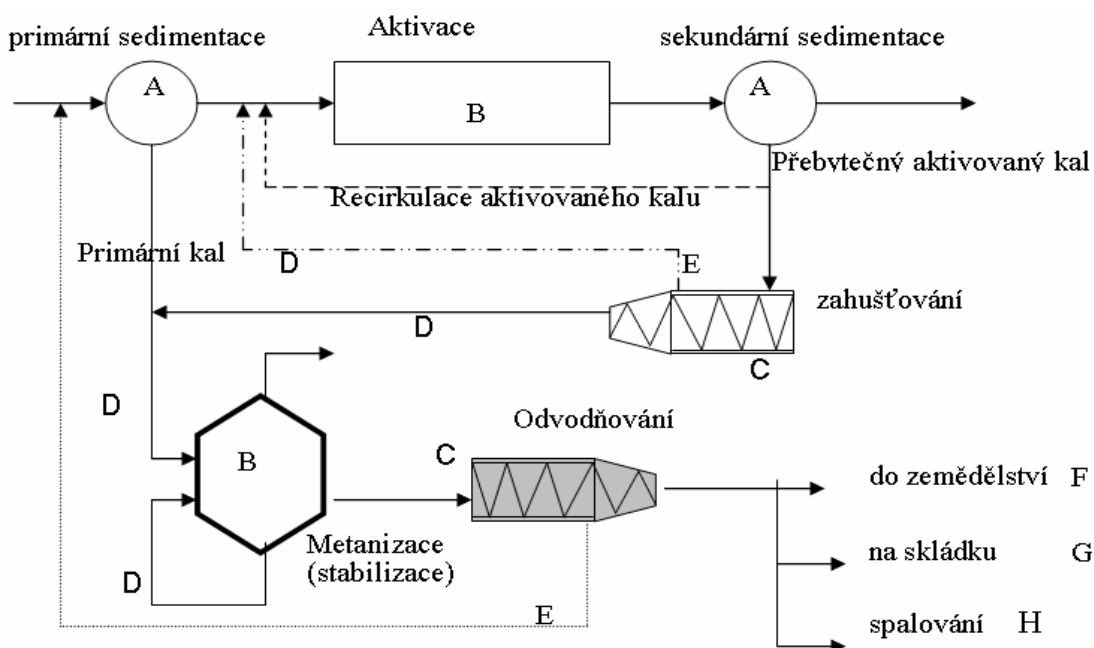 Aktivace
primární sedimentace
sekundární sedimentace
A
B
A
Přebytečný aktivovaný kal
Recirkulace aktivovaného kalu
Primární kal
D
E
zahušťování
D
C
D
Odvodňování
B
C
do zemědělství F
Metanizace
(stabilizace)
na skládku G
D
E
spalování H